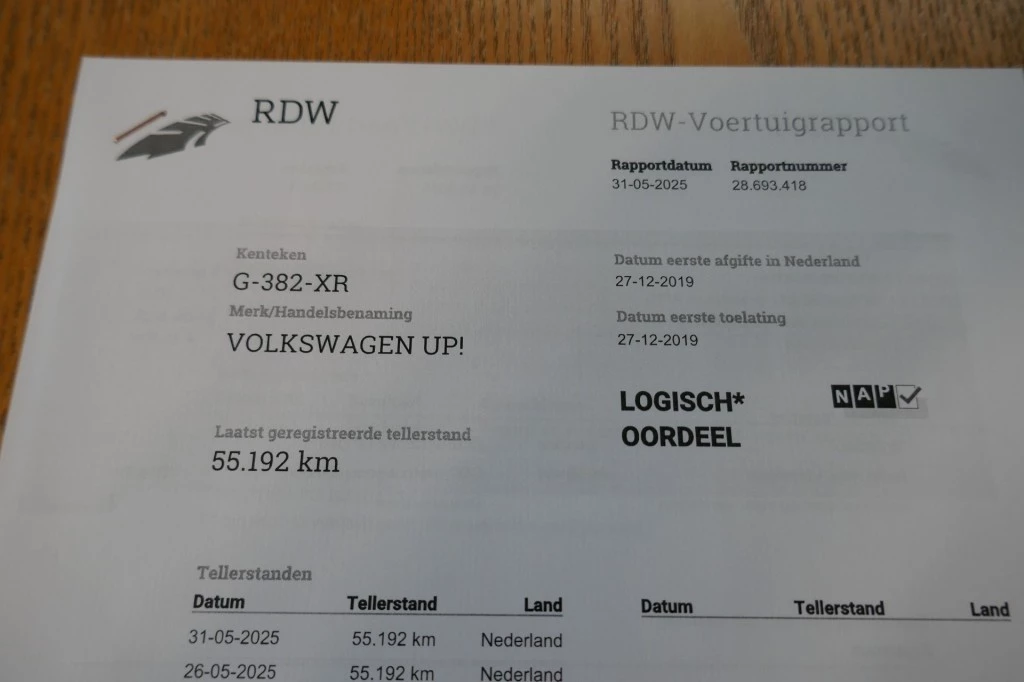 RDW
RDW-Voertuigrapport
Rapportdatum Rapportnummer
31-05-2025 28.693.418
Kenteken
G-382-XR
Merk/Handelsbenaming
VOLKSWAGEN UP!
Datum eerste afgifte in Nederland
27-12-2019
Datum eerste toelating
27-12-2019
LOGISCH*
OORDEEL
NAP
Laatst geregistreerde tellerstand
55.192 km
Tellerstanden
Datum Tellerstand Land
31-05-2025 55.192 km Nederland
26-05-2025 55.192 km Nederland
Datum Tellerstand Land